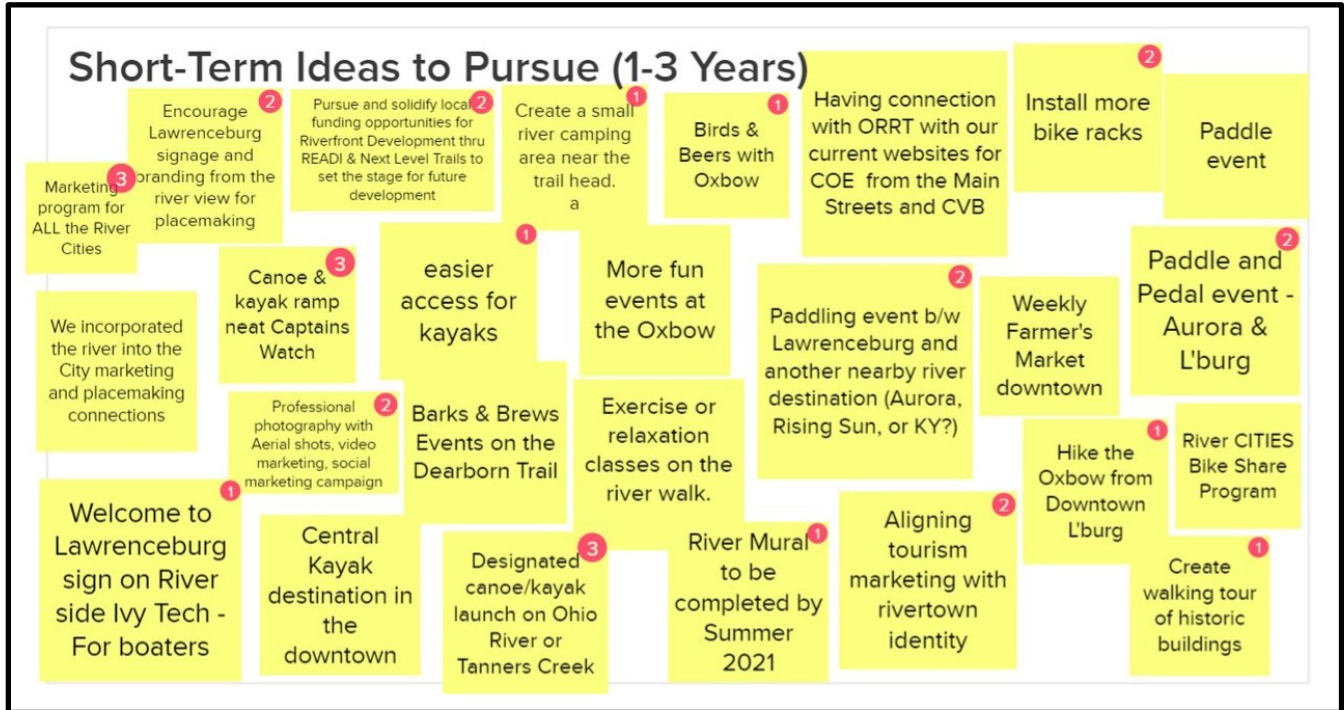 Short-Term Ideas to Pursue (1-3 Years)
Marketing
program for
ALL the River
Cities
3
Encourage
Lawrenceburg
signage and
branding from the
river view for
placemaking
2
Pursue and solidify local
funding opportunities for
Riverfront Development thru
READI & Next Level Trails to
set the stage for future
development
2
Create a small
river camping
area near the
trail head.
a
1
Birds &
Beers with
Oxbow
1
Having connection
with ORRT with our
current websites for
COE from the Main
Streets and CVB
Install more
bike racks
2
Paddle
event
We incorporated
the river into the
City marketing
and placemaking
connections
Canoe &
kayak ramp
neat Captains
Watch
3
easier
access for
kayaks
1
More fun
events at
the Oxbow
Paddling event b/w
Lawrenceburg and
another nearby river
destination (Aurora,
Rising Sun, or KY?)
2
Weekly
Farmer's
Market
downtown
Paddle and
Pedal event -
Aurora &
L'burg
2
Professional
photography with
Aerial shots, video
marketing, social
marketing campaign
2
Barks & Brews
Events on the
Dearborn Trail
Exercise or
relaxation
classes on the
river walk.
Hike the
Oxbow from
Downtown
L'burg
1
River CITIES
Bike Share
Program
Welcome to
Lawrenceburg
sign on River
side Ivy Tech -
For boaters
1
Central
Kayak
destination in
the
downtown
Designated
canoe/kayak
launch on Ohio
River or
Tanners Creek
3
River Mural
to be
completed by
Summer
2021
1
Aligning
tourism
marketing with
rivertown
identity
2
Create
walking tour
of historic
buildings
1